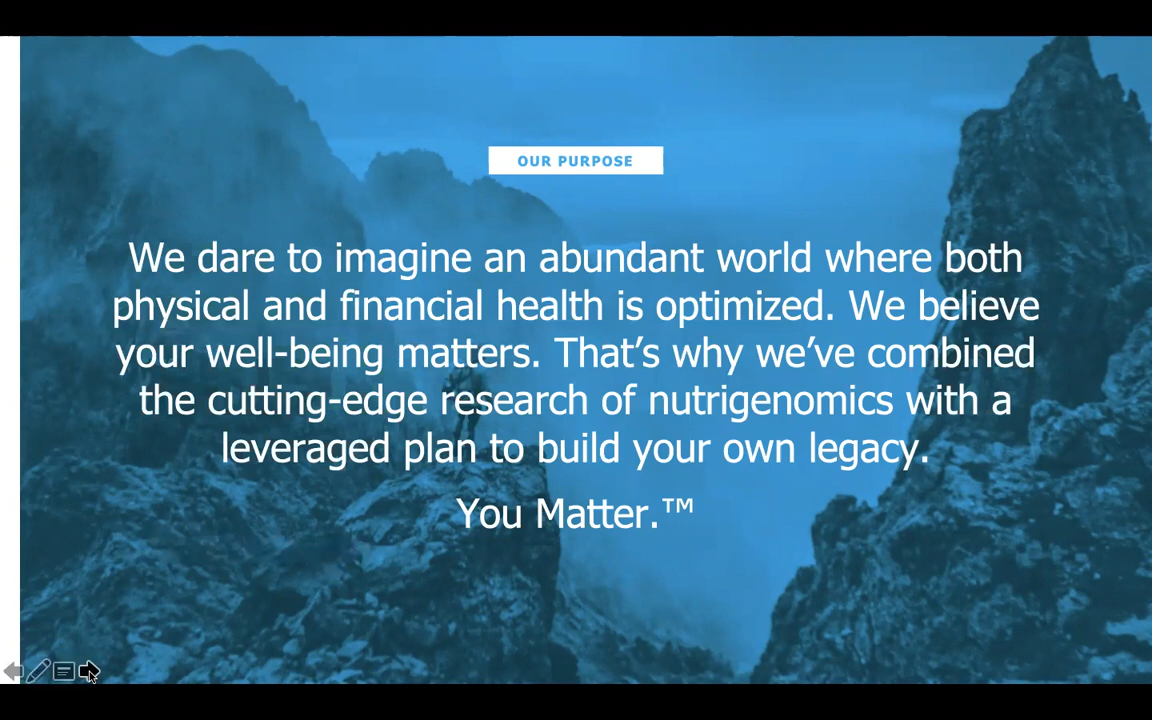 OUR PURPOSE
We dare to imagine an abundant world where both
physical and financial health is optimized. We believe
your well-being matters. That’s why we’ve combined
the cutting-edge research of nutrigenomics with a
leveraged plan to build your own legacy.
You Matter.™